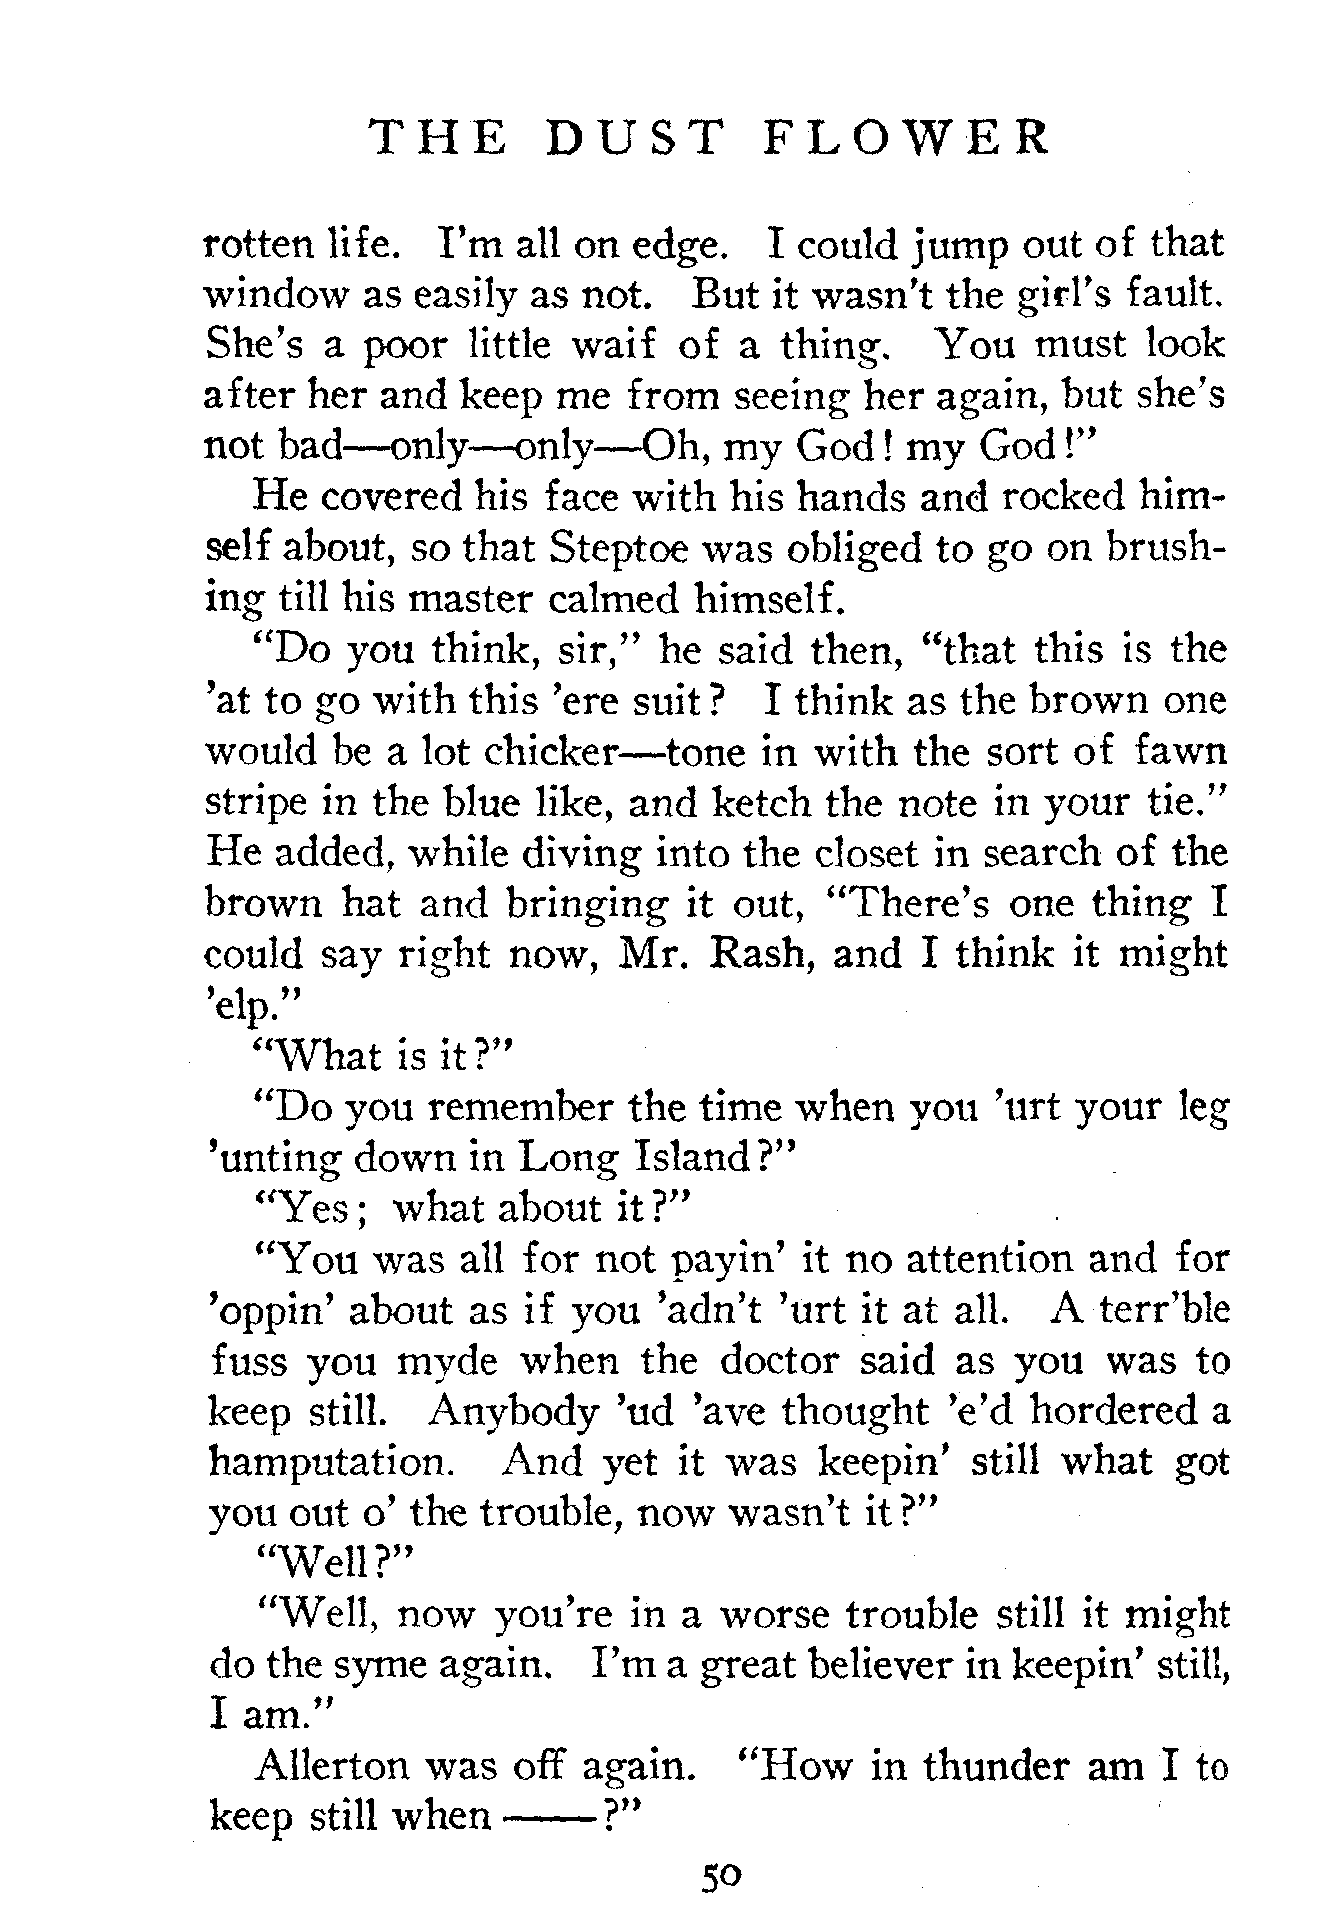 THE DUST FLOWER
rotten life. I'm all on edge. I could jump out of that
window as easily as not. But it wasn't the girl's fault.
She's a poor little waif of a thing. You must look
after her and keep me from seeing her again, but she's
not bad—only—only—Oh, my God! my God!"
He covered his face with his hands and rocked him-
self about, so that Steptoe was obliged to go on brush-
ing till his master calmed himself.
"Do you think, sir," he said then, "that this is the
'at to go with this 'ere suit? I think as the brown one
would be a lot chicker—tone in with the sort of fawn
stripe in the blue like, and ketch the note in your tie."
He added, while diving into the closet in search of the
brown hat and bringing it out, "There's one thing I
could say right now, Mr. Rash, and I think it might
'elp."
"What is it?"
"Do you remember the time when you 'urt your leg
'unting down in Long Island?"
"Yes; what about it?"
"You was all for not payin' it no attention and for
'oppin' about as if you 'adn't 'urt it at all. A terr'ble
fuss you myde when the doctor said as you was to
keep still. Anybody 'ud 'ave thought 'e'd hordered a
hamputation. And yet it was keepin' still what got
you out o' the trouble, now wasn't it?"
"Well?"
"Well, now you're in a worse trouble still it might
do the syme again. I'm a great believer in keepin' still,
I am."
Allerton was off again. "How in thunder am I to
keep still when ——?"
50